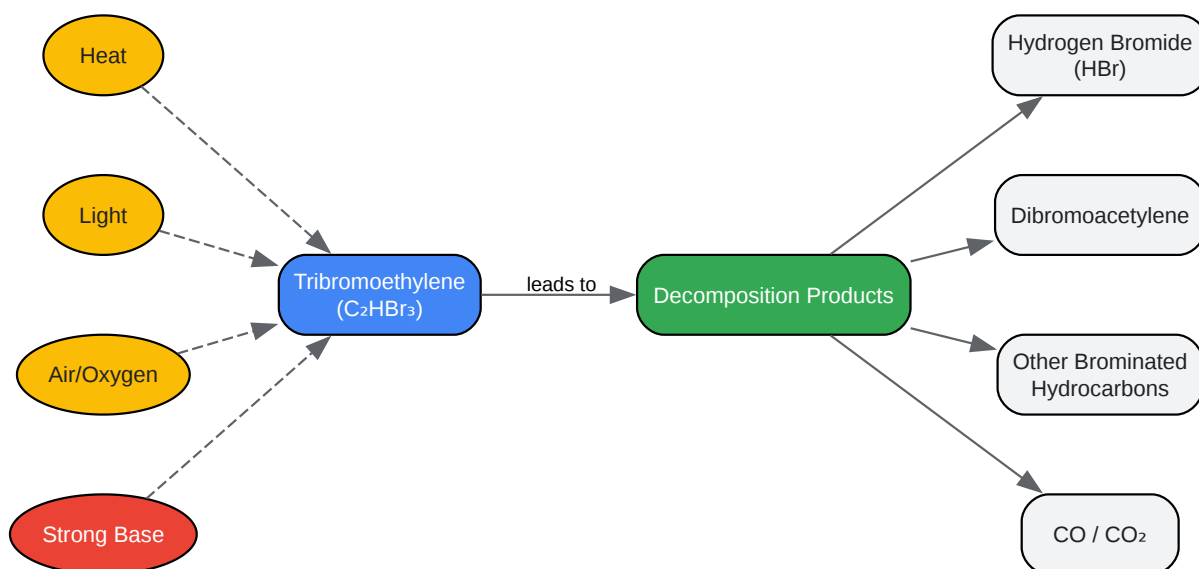 Heat
Light
Air/Oxygen
Strong Base
Tribromoethylene
(C₂HBr₃)
leads to
Decomposition Products
Hydrogen Bromide
(HBr)
Dibromoacetylene
Other Brominated
Hydrocarbons
CO / CO₂